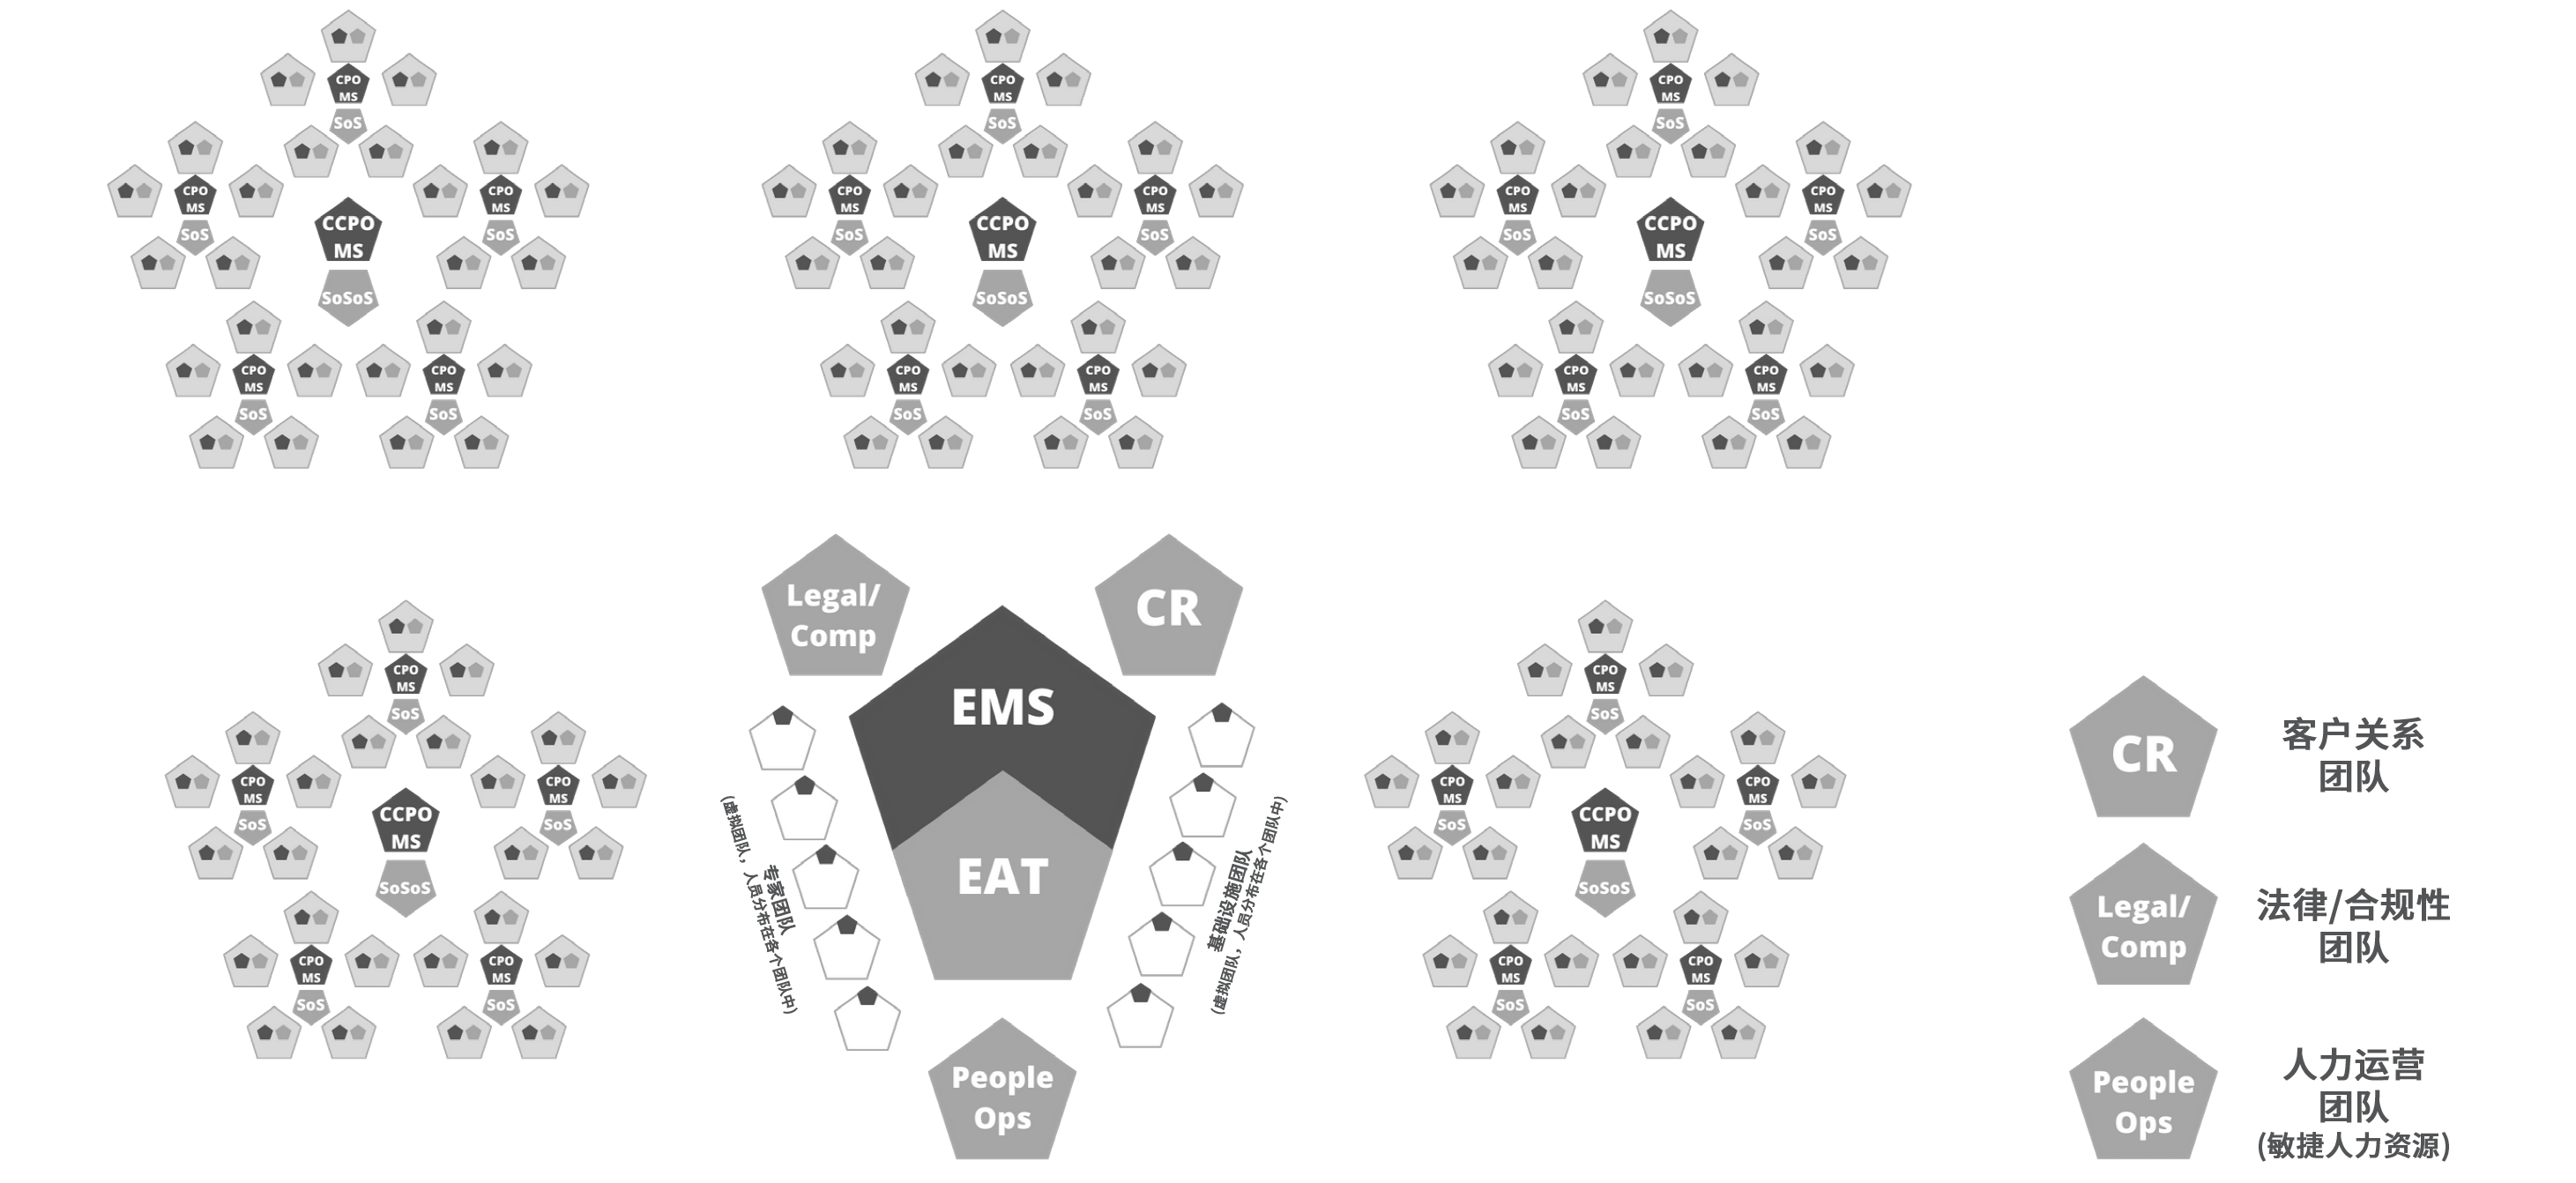 CPO
MS
SoS
CPO
MS
SoS
CPO
MS
SoS
CCPO
MS
SoSoS
CPO
MS
SoS
CPO
MS
SoS
CPO
MS
SoS
CPO
MS
SoS
CPO
MS
SoS
CCPO
MS
SoSoS
CPO
MS
SoS
CPO
MS
SoS
CPO
MS
SoS
CPO
MS
SoS
CPO
MS
SoS
CCPO
MS
SoSoS
CPO
MS
SoS
CPO
MS
SoS
CPO
MS
SoS
CPO
MS
SoS
CPO
MS
SoS
CCPO
MS
SoSoS
CPO
MS
SoS
CPO
MS
SoS
Legal/
Comp
CR
EMS
EAT
People
Ops
专家团队
(虚拟团队，人员分布在各个团队中)
基础设施团队
(虚拟团队，人员分布在各个团队中)
CPO
MS
SoS
CPO
MS
SoS
CPO
MS
SoS
CCPO
MS
SoSoS
CPO
MS
SoS
CPO
MS
SoS
CR
客户关系
团队
Legal/
Comp
法律/合规性
团队
People
Ops
人力运营
团队
(敏捷人力资源)